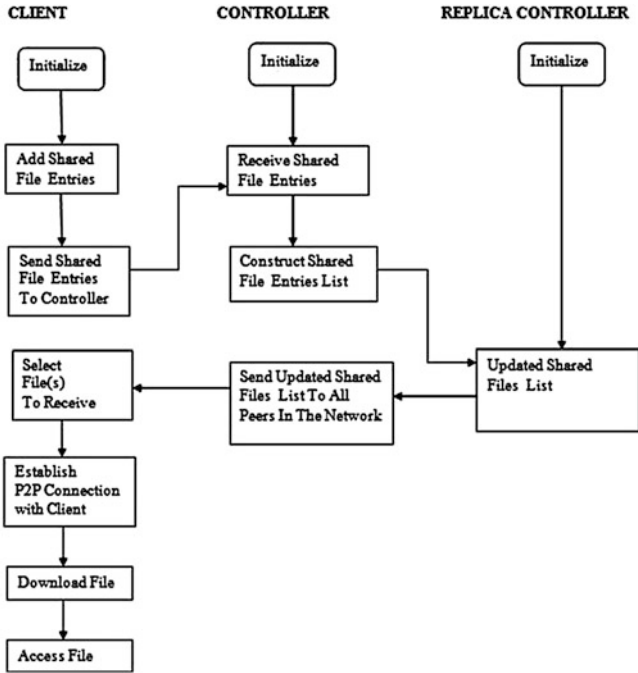 CLIENT
CONTROLLER
REPLICA CONTROLLER
Initialize
Initialize
Initialize
Add Shared
File Entries
Receive Shared
File Entries
Send Shared
File Entries
To Controller
Construct Shared
File Entries List
Select
File(s)
To Receive
Send Updated Shared
Files List To All
Peers In The Network
Updated Shared
Files List
Establish
P2P Connection
with Client
Download File
Access File